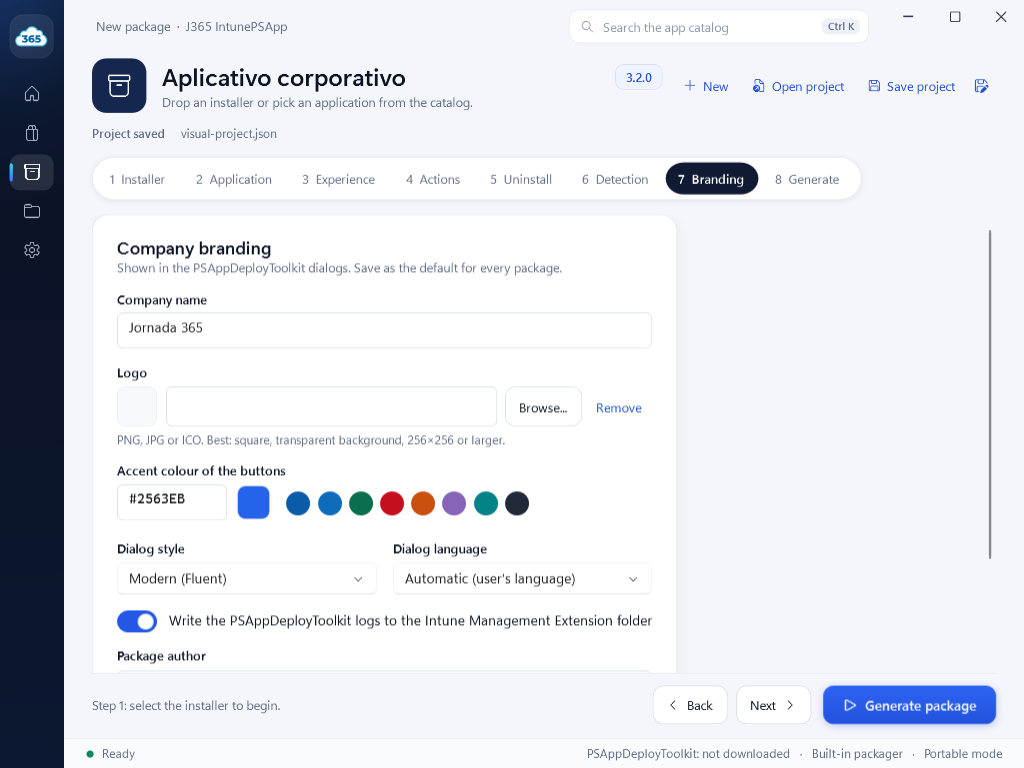 365
New package · J365 IntunePSApp
Search the app catalog
Ctrl K
Aplicativo corporativo
Drop an installer or pick an application from the catalog.
3.2.0
New
Open project
Save project
Project saved
visual-project.json
1 Installer
2 Application
3 Experience
4 Actions
5 Uninstall
6 Detection
7 Branding
8 Generate
Company branding
Shown in the PSAppDeployToolkit dialogs. Save as the default for every package.
Company name
Jornada 365
Logo
Browse...
Remove
PNG, JPG or ICO. Best: square, transparent background, 256×256 or larger.
Accent colour of the buttons
#2563EB
Dialog style
Dialog language
Modern (Fluent)
Automatic (user's language)
Write the PSAppDeployToolkit logs to the Intune Management Extension folder
Package author
Step 1: select the installer to begin.
Back
Next
Generate package
Ready
PSAppDeployToolkit: not downloaded · Built-in packager · Portable mode